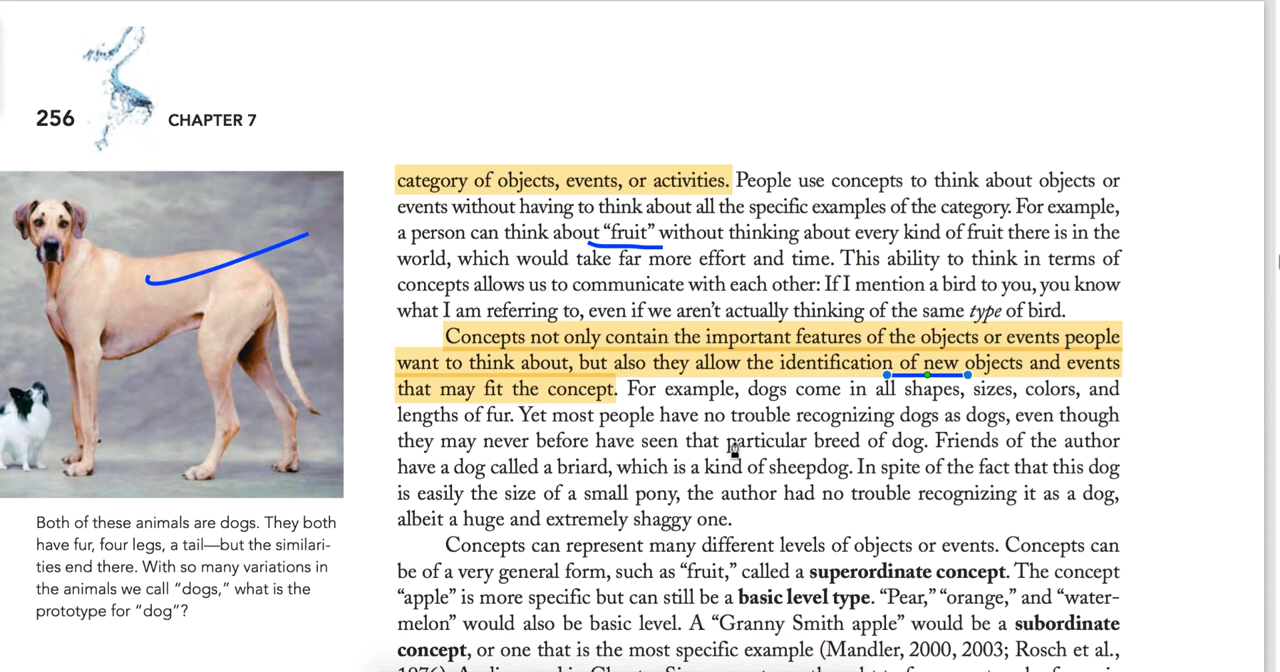 256
CHAPTER 7
category of objects, events, or activities. People use concepts to think about objects or
events without having to think about all the specific examples of the category. For example,
a person can think about “fruit” without thinking about every kind of fruit there is in the
world, which would take far more effort and time. This ability to think in terms of
concepts allows us to communicate with each other: If I mention a bird to you, you know
what I am referring to, even if we aren’t actually thinking of the same type of bird.
Concepts not only contain the important features of the objects or events people
want to think about, but also they allow the identification of new objects and events
that may fit the concept. For example, dogs come in all shapes, sizes, colors, and
lengths of fur. Yet most people have no trouble recognizing dogs as dogs, even though
they may never before have seen that particular breed of dog. Friends of the author
have a dog called a briard, which is a kind of sheepdog. In spite of the fact that this dog
is easily the size of a small pony, the author had no trouble recognizing it as a dog,
albeit a huge and extremely shaggy one.
Concepts can represent many different levels of objects or events. Concepts can
be of a very general form, such as “fruit,” called a superordinate concept. The concept
“apple” is more specific but can still be a basic level type. “Pear,” “orange,” and “water-
melon” would also be basic level. A “Granny Smith apple” would be a subordinate
concept, or one that is the most specific example (Mandler, 2000, 2003; Rosch et al.,
Both of these animals are dogs. They both
have fur, four legs, a tail—but the similari-
ties end there. With so many variations in
the animals we call “dogs,” what is the
prototype for “dog”?